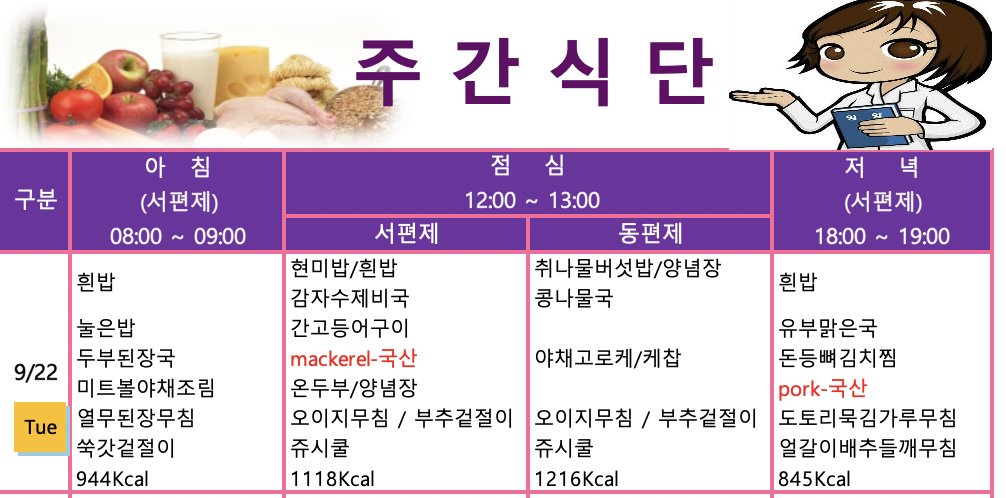 주 간 식 단
구분
아 침
(서편제)
08:00 ~ 09:00
점 심
12:00 ~ 13:00
서편제
동편제
저 녁
(서편제)
18:00 ~ 19:00
9/22
Tue
흰밥
눌은밥
두부된장국
미트볼야채조림
열무된장무침
쑥갓겉절이
944Kcal
현미밥/흰밥
감자수제비국
간고등어구이
mackerel-국산
온두부/양념장
오이지무침 / 부추겉절이
쥬시쿨
1118Kcal
취나물버섯밥/양념장
콩나물국
야채고로케/케찹
오이지무침 / 부추겉절이
쥬시쿨
1216Kcal
흰밥
유부맑은국
돈등뼈김치찜
pork-국산
도토리묵김가루무침
얼갈이배추들깨무침
845Kcal